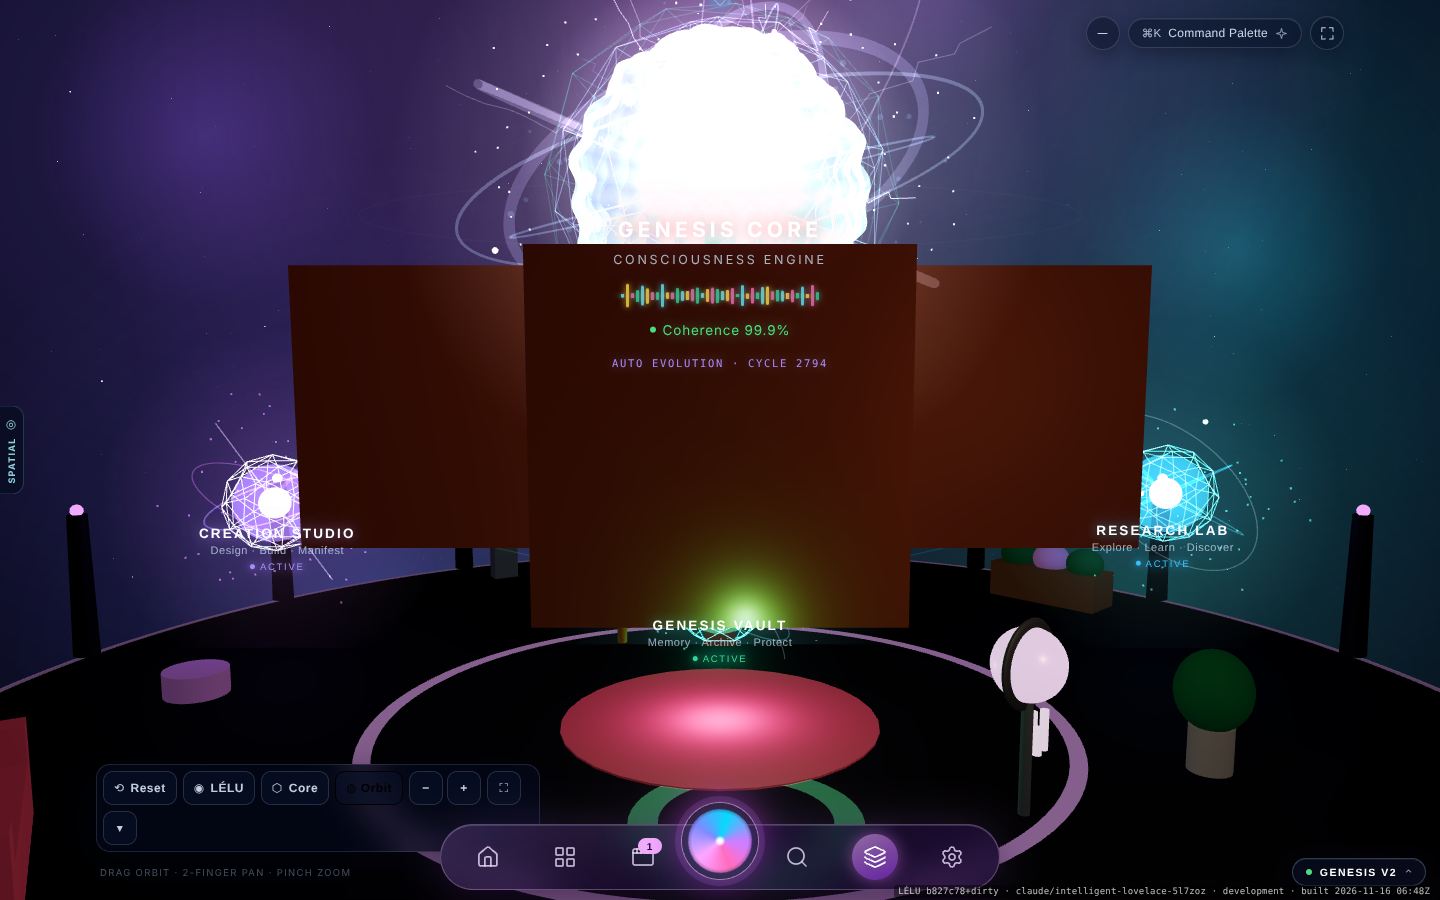 ⌘K Command Palette
GENESIS CORE
CONSCIOUSNESS ENGINE
Coherence 99.9%
AUTO EVOLUTION · CYCLE 2794
SPATIAL
CREATION STUDIO
Design · Build · Manifest
ACTIVE
RESEARCH LAB
Explore · Learn · Discover
ACTIVE
GENESIS VAULT
Memory · Archive · Protect
ACTIVE
Reset
LÉLU
Core
Orbit
1
DRAG ORBIT · 2-FINGER PAN · PINCH ZOOM
GENESIS V2
LÉLU b827c78+dirty · claude/intelligent-lovelace-5l7zoz · development · built 2026-11-16 06:48Z